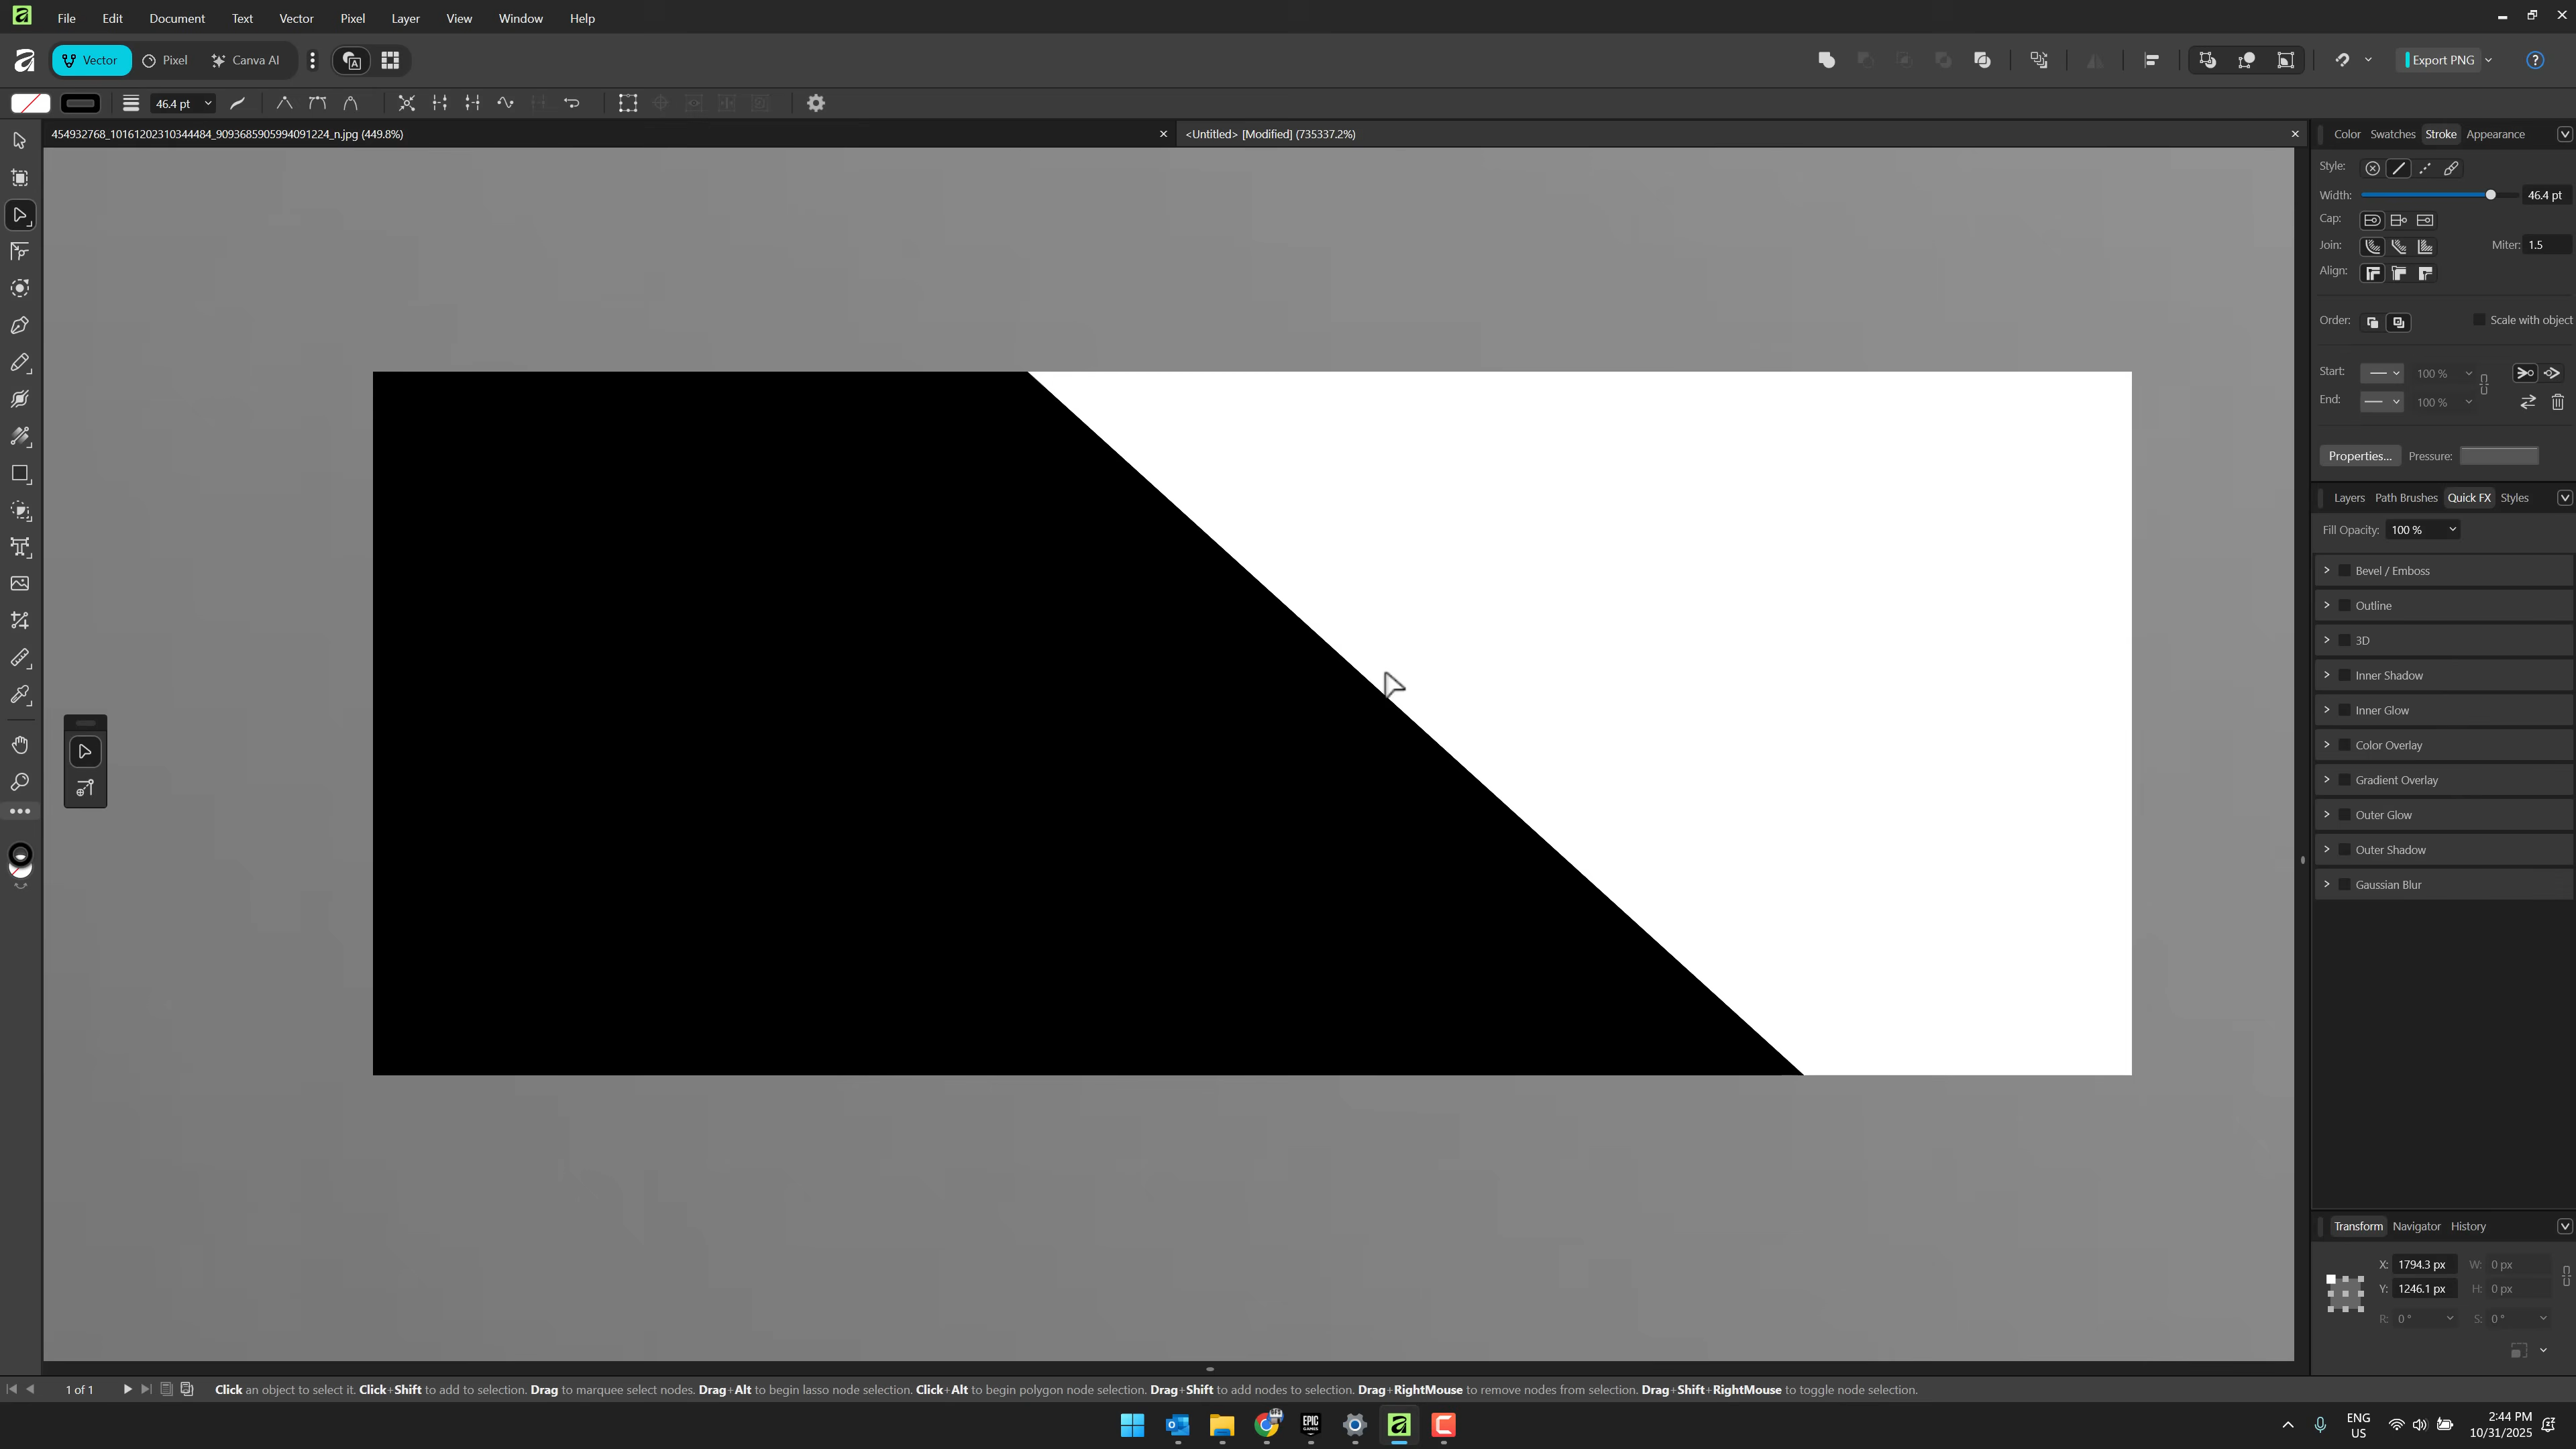 File Edit Document Text Vector Pixel Layer View Window Help
Vector Pixel Canva AI Export PNG
46.4 pt
454932768_10161202310344484_9093685905994091224_n.jpg (449.8%)
<Untitled> [Modified] (735337.2%)
Color Swatches Stroke Appearance
Style:
Width: 46.4 pt
Cap:
Join: Miter: 1.5
Align:
Order: Scale with object
Start: 100 %
End: 100 %
Properties... Pressure:
Layers Path Brushes Quick FX Styles
Fill Opacity: 100 %
Bevel / Emboss
Outline
3D
Inner Shadow
Inner Glow
Color Overlay
Gradient Overlay
Outer Glow
Outer Shadow
Gaussian Blur
Transform Navigator History
X: 1794.3 px W: 0 px
Y: 1246.1 px H: 0 px
R: 0 ° S: 0 °
1 of 1 Click an object to select it. Click+Shift to add to selection. Drag to marquee select nodes. Drag+Alt to begin lasso node selection. Click+Alt to begin polygon node selection. Drag+Shift to add nodes to selection. Drag+RightMouse to remove nodes from selection. Drag+Shift+RightMouse to toggle node selection.
EPIC
GAMES
ENG
US
2:44 PM
10/31/2025